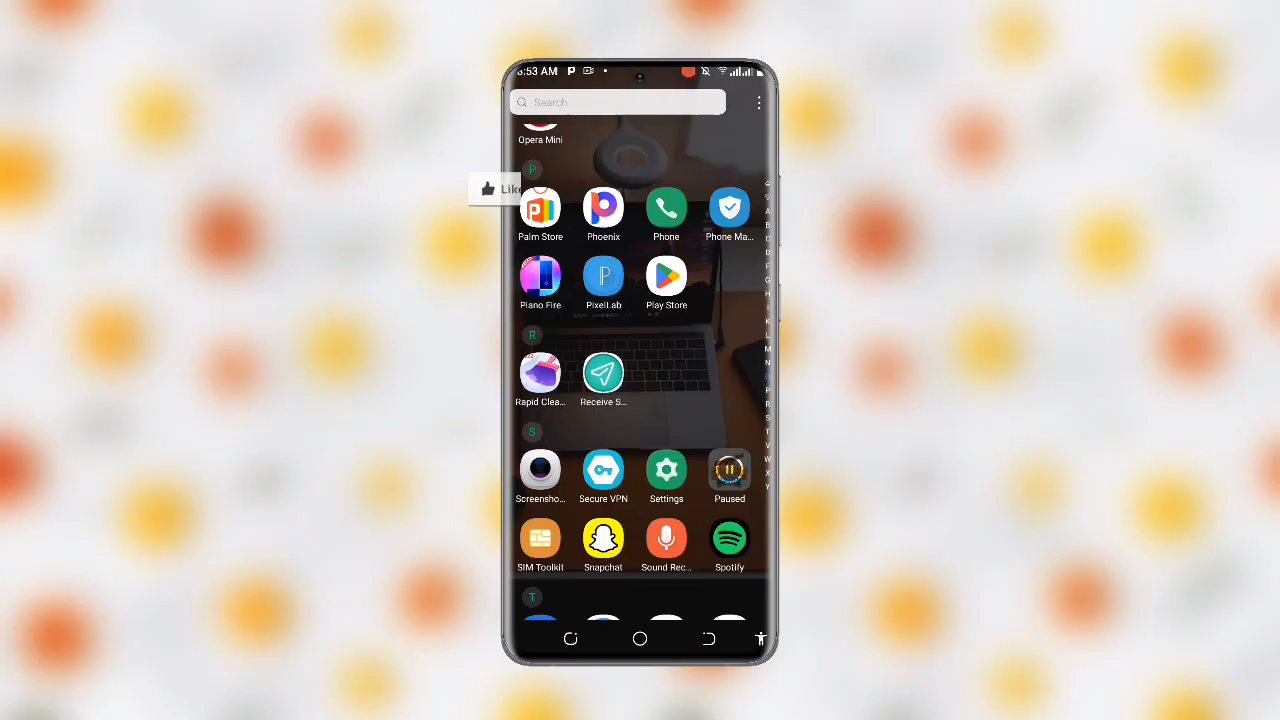 :53 AM
Search
Opera Mini
P
Like
Palm Store
Phoenix
Phone
Phone Ma...
Piano Fire
PixelLab
Play Store
R
Rapid Clea...
Receive S...
S
Screensho...
Secure VPN
Settings
Paused
SIM Toolkit
Snapchat
Sound Rec...
Spotify
T
A
B
C
D
F
G
H
I
K
L
M
N
O
P
R
S
T
V
W
X
Y